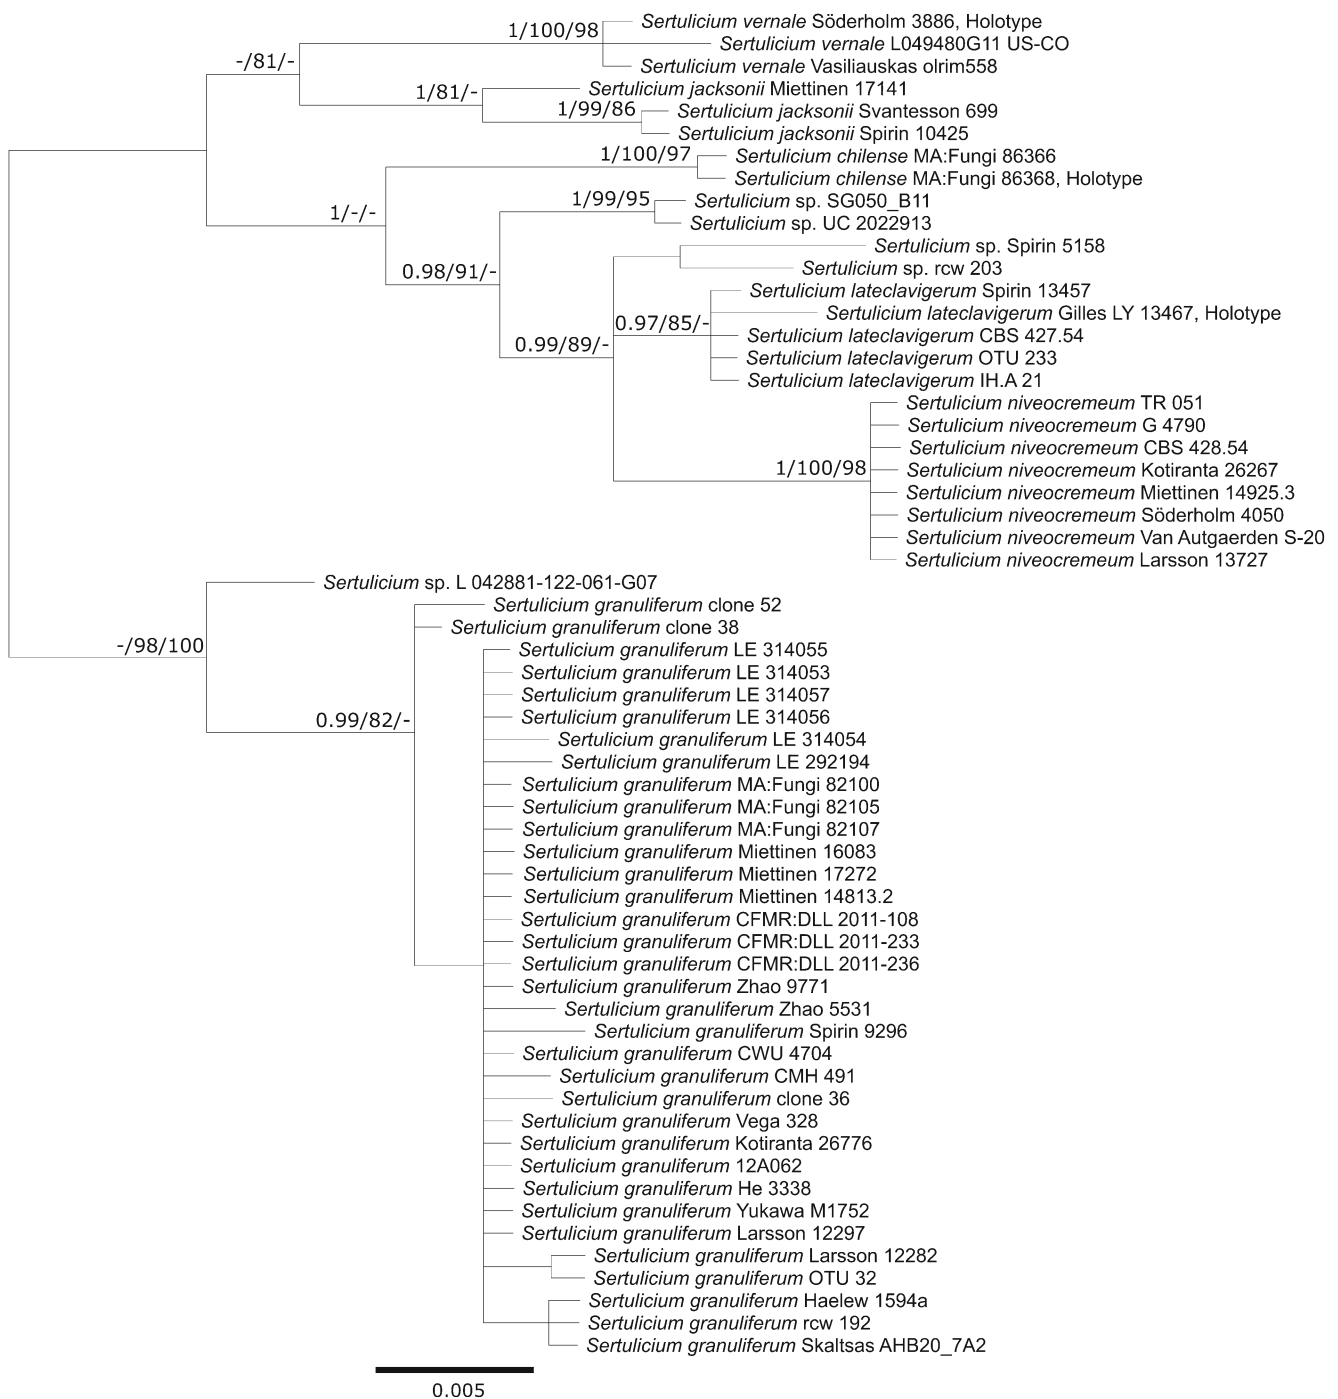 Sertulicium vernale Söderholm 3886, Holotype
1/100/98
Sertulicium vernale L049480G11 US-CO
-/81/-
Sertulicium vernale Vasiliauskas olrim558
1/81/-
Sertulicium jacksonii Miettinen 17141
1/99/86
Sertulicium jacksonii Svantesson 699
Sertulicium jacksonii Spirin 10425
1/100/97
Sertulicium chilense MA:Fungi 86366
Sertulicium chilense MA:Fungi 86368, Holotype
1/-/-
1/99/95
Sertulicium sp. SG050_B11
Sertulicium sp. UC 2022913
Sertulicium sp. Spirin 5158
0.98/91/-
Sertulicium sp. rcw 203
Sertulicium lateclavigerum Spirin 13457
Sertulicium lateclavigerum Gilles LY 13467, Holotype
0.97/85/-
Sertulicium lateclavigerum CBS 427.54
0.99/89/-
Sertulicium lateclavigerum OTU 233
Sertulicium lateclavigerum IH.A 21
Sertulicium niveocremeum TR 051
Sertulicium niveocremeum G 4790
Sertulicium niveocremeum CBS 428.54
1/100/98
Sertulicium niveocremeum Kotiranta 26267
Sertulicium niveocremeum Miettinen 14925.3
Sertulicium niveocremeum Söderholm 4050
Sertulicium niveocremeum Van Autgaerden S-20
Sertulicium niveocremeum Larsson 13727
Sertulicium sp. L 042881-122-061-G07
Sertulicium granuliferum clone 52
Sertulicium granuliferum clone 38
-/98/100
Sertulicium granuliferum LE 314055
Sertulicium granuliferum LE 314053
Sertulicium granuliferum LE 314057
0.99/82/-
Sertulicium granuliferum LE 314056
Sertulicium granuliferum LE 314054
Sertulicium granuliferum LE 292194
Sertulicium granuliferum MA:Fungi 82100
Sertulicium granuliferum MA:Fungi 82105
Sertulicium granuliferum MA:Fungi 82107
Sertulicium granuliferum Miettinen 16083
Sertulicium granuliferum Miettinen 17272
Sertulicium granuliferum Miettinen 14813.2
Sertulicium granuliferum CFMR:DLL 2011-108
Sertulicium granuliferum CFMR:DLL 2011-233
Sertulicium granuliferum CFMR:DLL 2011-236
Sertulicium granuliferum Zhao 9771
Sertulicium granuliferum Zhao 5531
Sertulicium granuliferum Spirin 9296
Sertulicium granuliferum CWU 4704
Sertulicium granuliferum CMH 491
Sertulicium granuliferum clone 36
Sertulicium granuliferum Vega 328
Sertulicium granuliferum Kotiranta 26776
Sertulicium granuliferum 12A062
Sertulicium granuliferum He 3338
Sertulicium granuliferum Yukawa M1752
Sertulicium granuliferum Larsson 12297
Sertulicium granuliferum Larsson 12282
Sertulicium granuliferum OTU 32
Sertulicium granuliferum Haelew 1594a
Sertulicium granuliferum rcw 192
Sertulicium granuliferum Skaltsas AHB20_7A2
0.005